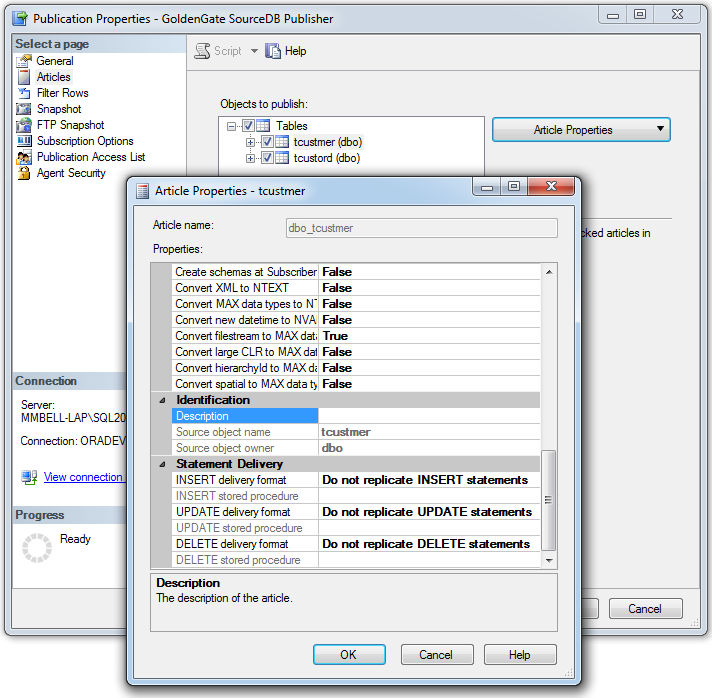 Publication Properties - GoldenGate SourceDB Publisher
Select a page
General
Articles
Filter Rows
Snapshot
FTP Snapshot
Subscription Options
Publication Access List
Agent Security
Script
Help
Objects to publish:
Tables
tcustmer (dbo)
tcustord (dbo)
Article Properties
cked articles in
Connection
Server:
MMBELL-LAP\SQL20
Connection: ORADEV
View connection
Progress
Ready
Cancel
Article Properties - tcustmer
Article name:
dbo_tcustmer
Properties:
Create schemas at Subscriber False
Convert XML to NTEXT False
Convert MAX data types to NT False
Convert new datetime to NVA False
Convert filestream to MAX data True
Convert large CLR to MAX dat False
Convert hierarchyId to MAX dat False
Convert spatial to MAX data ty False
Identification
Description
Source object name tcustmer
Source object owner dbo
Statement Delivery
INSERT delivery format Do not replicate INSERT statements
INSERT stored procedure
UPDATE delivery format Do not replicate UPDATE statements
UPDATE stored procedure
DELETE delivery format Do not replicate DELETE statements
DELETE stored procedure
Description
The description of the article.
OK
Cancel
Help